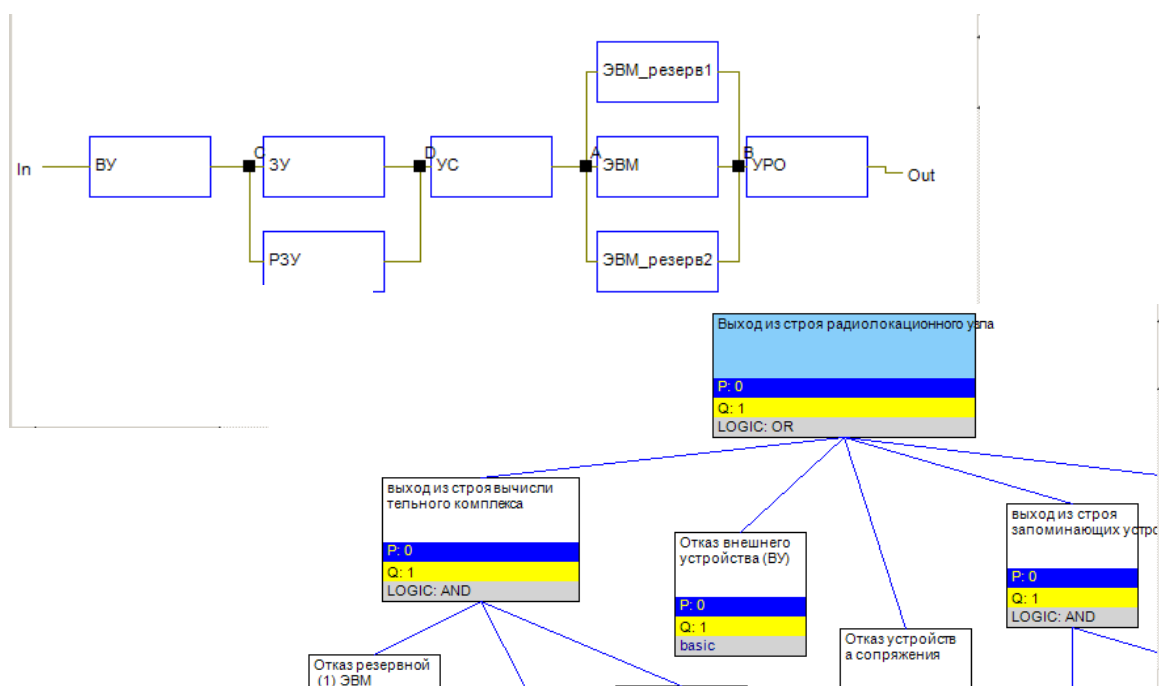 ЭВМ_резерв1
In
ВУ
C
ЗУ
D
УС
A
ЭВМ
B
УРО
Out
РЗУ
ЭВМ_резерв2
Выход из строя радиолокационного узла
P: 0
Q: 1
LOGIC: OR
выход из строя вычисли
тельного комплекса
P: 0
Q: 1
LOGIC: AND
Отказ внешнего
устройства (ВУ)
P: 0
Q: 1
basic
выход из строя
запоминающих устро
P: 0
Q: 1
LOGIC: AND
Отказ устройств
а сопряжения
Отказ резервной
(1) ЭВМ